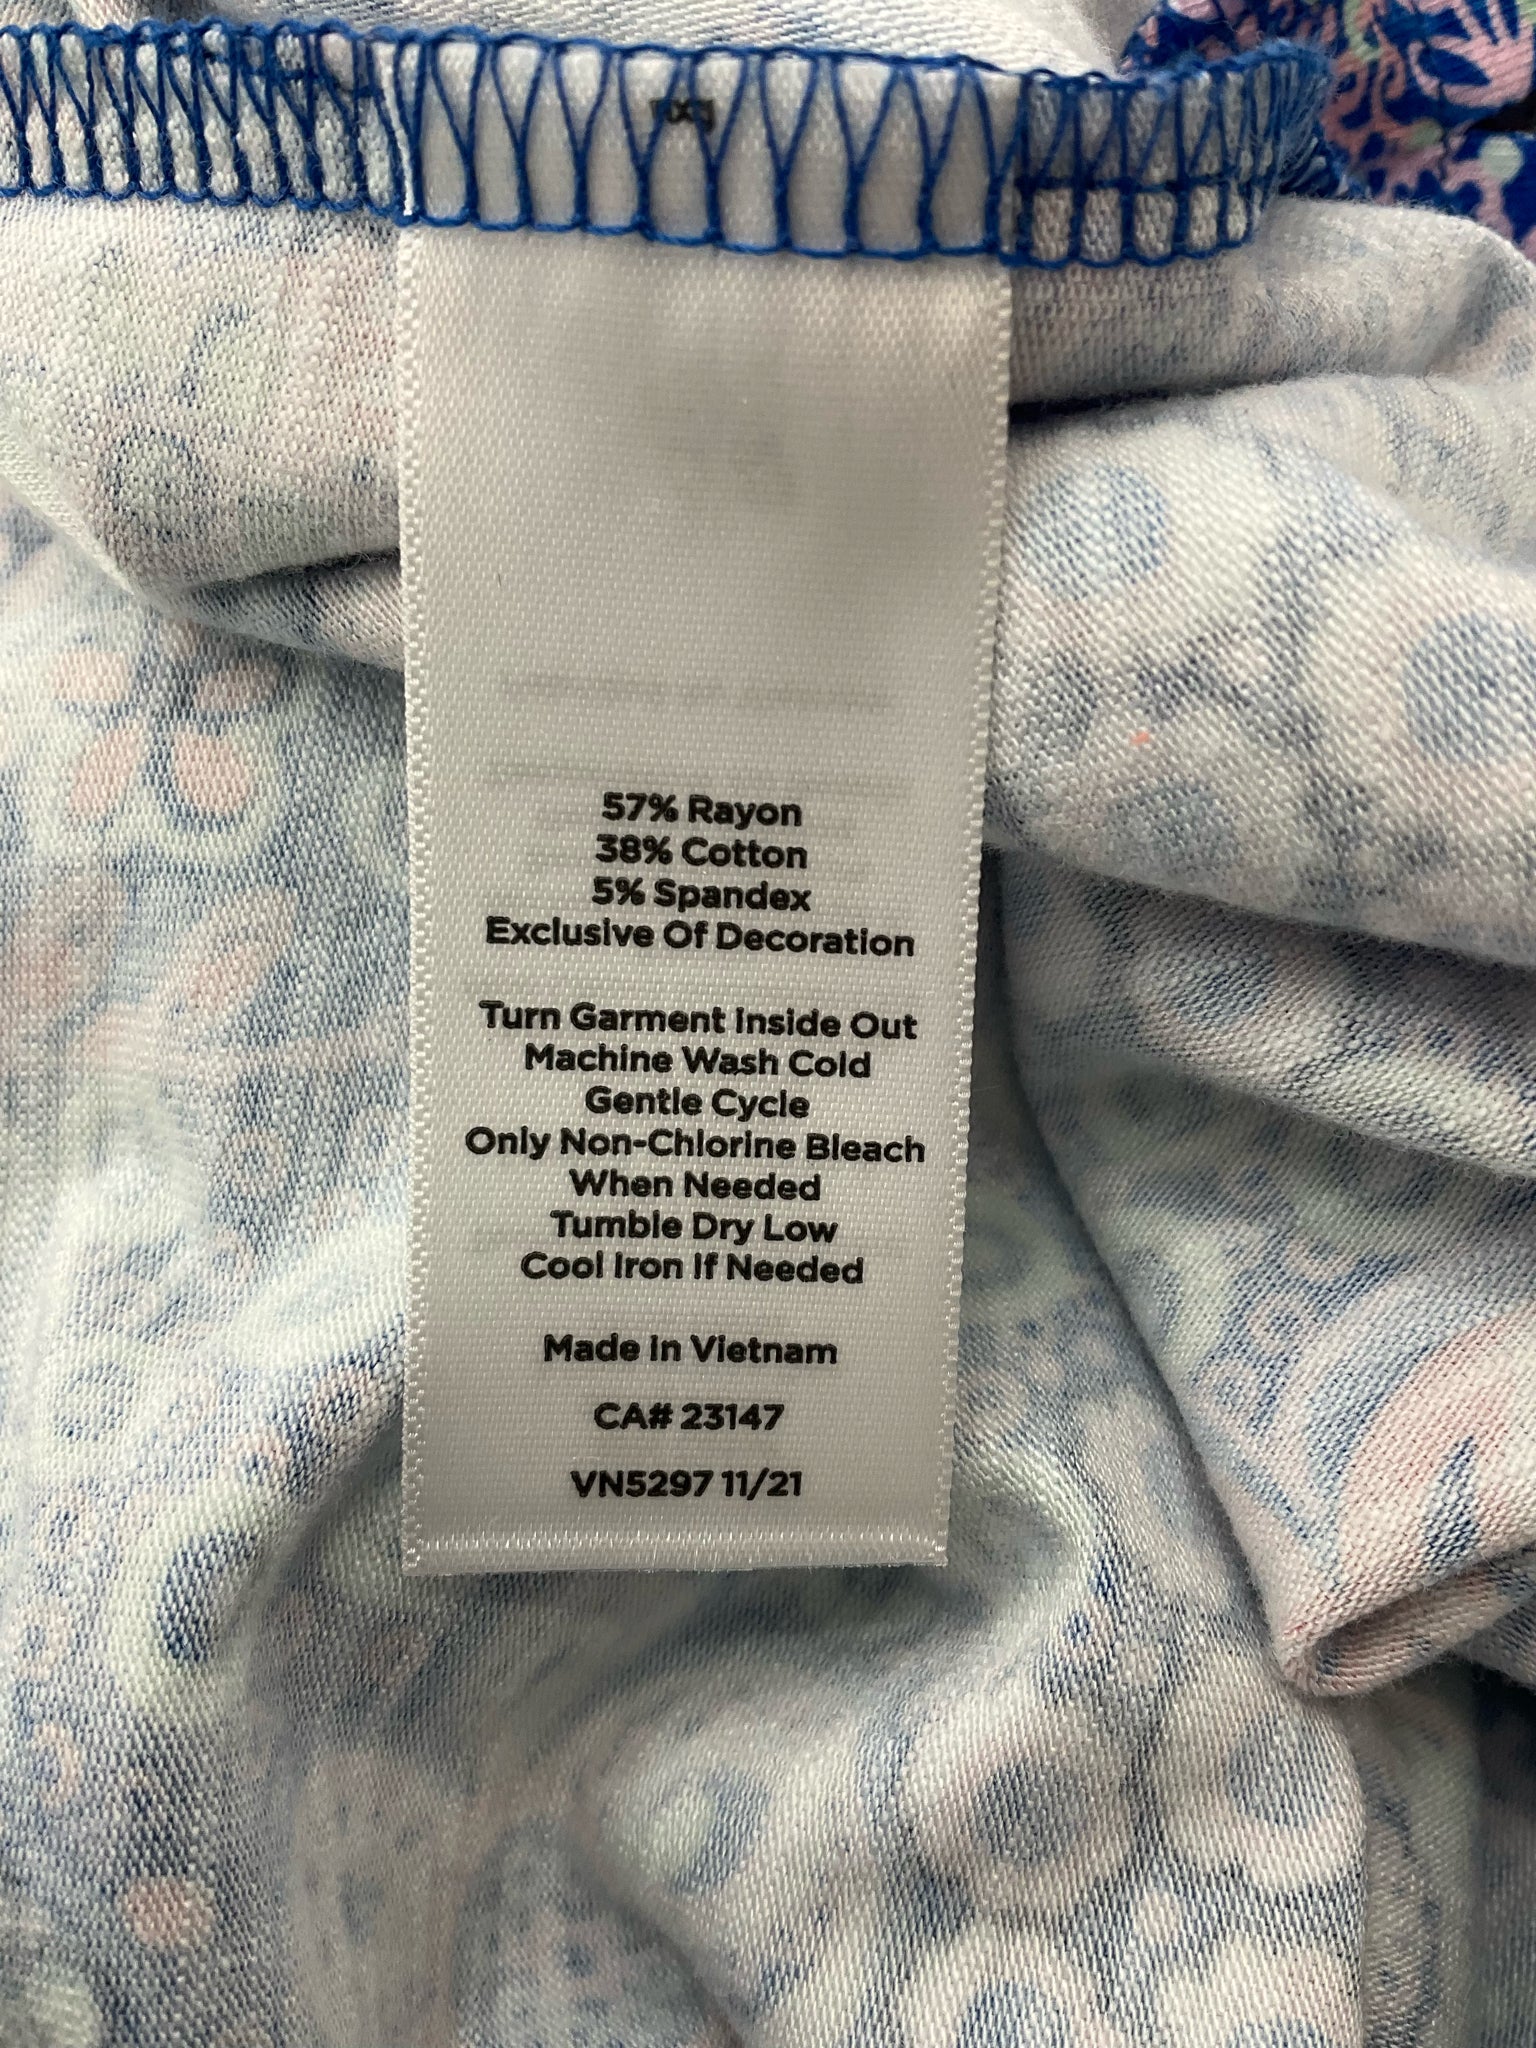 57% Rayon
38% Cotton
5% Spandex
Exclusive Of Decoration
Turn Garment Inside Out
Machine Wash Cold
Gentle Cycle
Only Non-Chlorine Bleach
When Needed
Tumble Dry Low
Cool Iron If Needed
Made In Vietnam
CA# 23147
VN5297 11/21